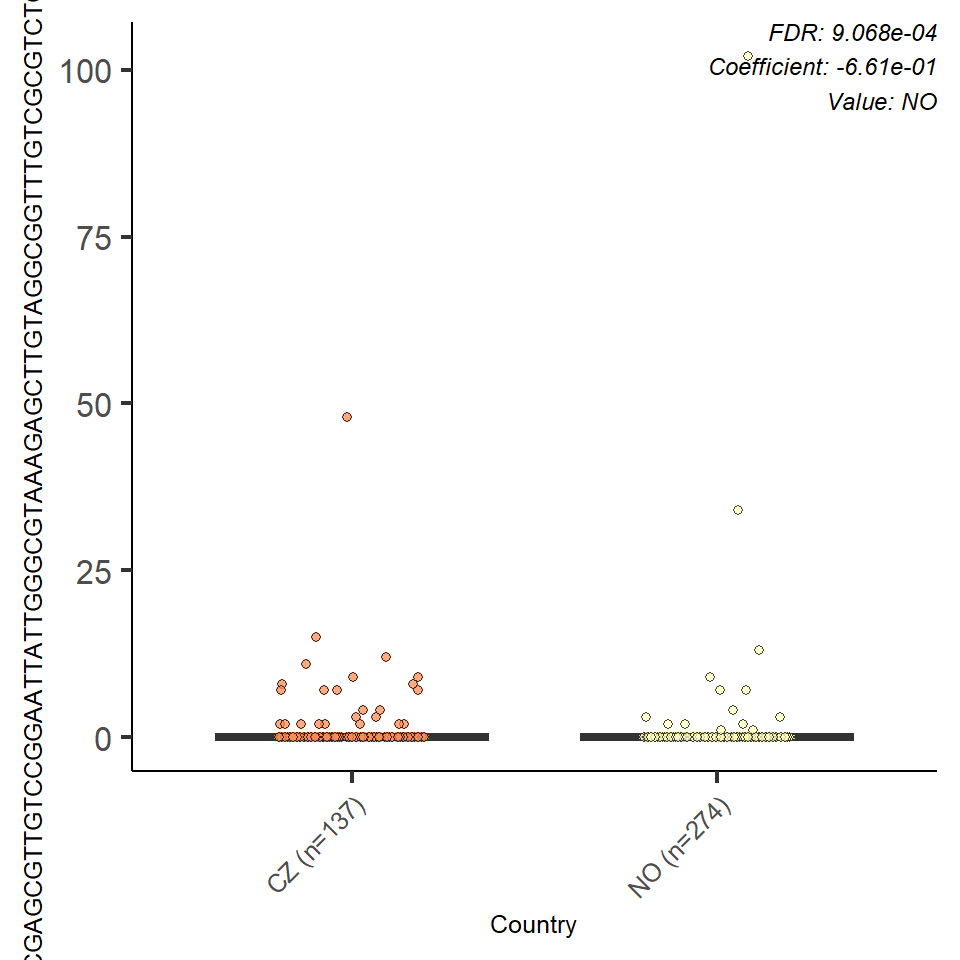 CGAGCGTTGTCCGGAATTATTGGGCGTAAAGAGCTTGTAGGCGGTTTGTCGCGTCTG
FDR: 9.068e-04
Coefficient: -6.61e-01
Value: NO
100
75
50
25
0
CZ (n=137)
NO (n=274)
Country